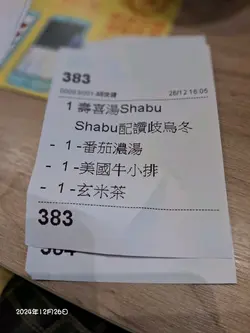 383
28/12 18:05
1 壽喜湯Shabu
Shabu配讚歧烏冬
- 1 -番茄濃湯
- 1 -美國牛小排
- 1 -玄米茶
383
2024年12月26日